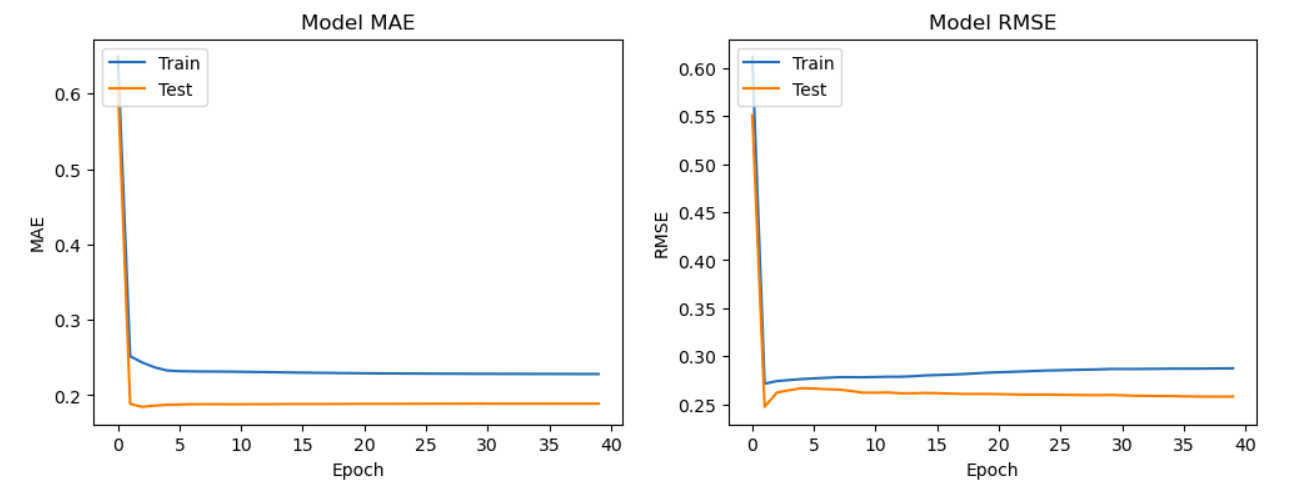 Model MAE
Train
Test
MAE
0.6
0.5
0.4
0.3
0.2
0 5 10 15 20 25 30 35 40
Epoch
Model RMSE
Train
Test
RMSE
0.60
0.55
0.50
0.45
0.40
0.35
0.30
0.25
0 5 10 15 20 25 30 35 40
Epoch